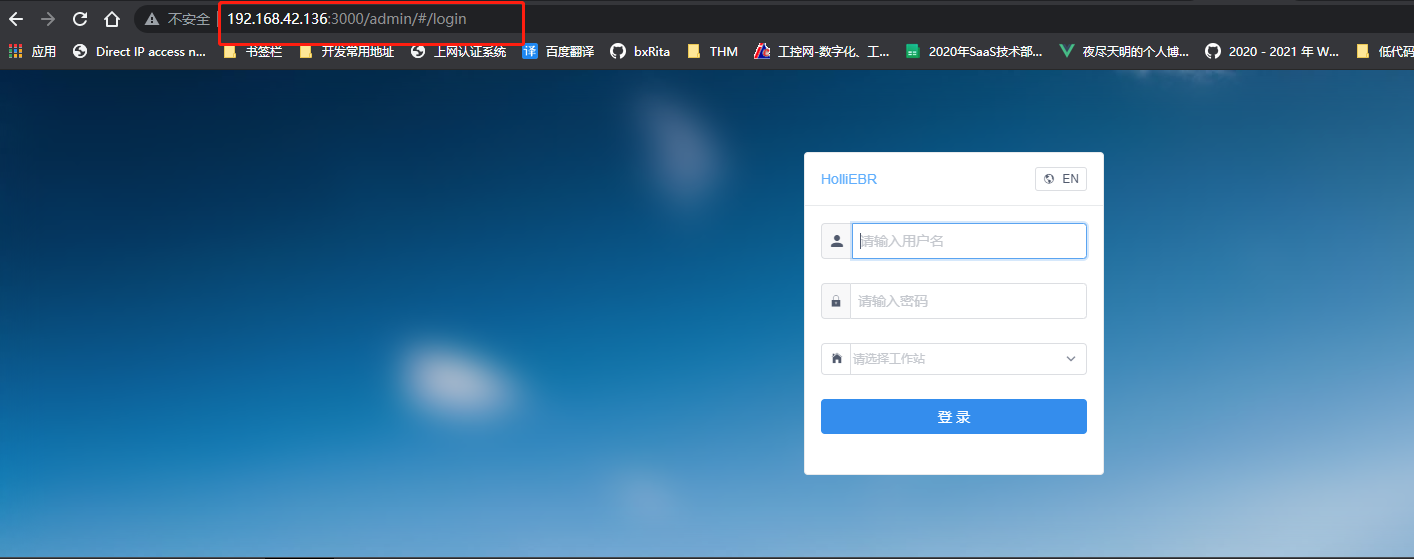 不安全 192.168.42.136:3000/admin/#/login
应用 Direct IP access n... 书签栏 开发常用地址 上网认证系统 译 百度翻译 bxRita THM 工控网-数字化、工... 2020年SaaS技术部... 夜尽天明的个人博... 2020 - 2021 年 W... 低代码
HolliEBR EN
请输入用户名
请输入密码
请选择工作站
登 录